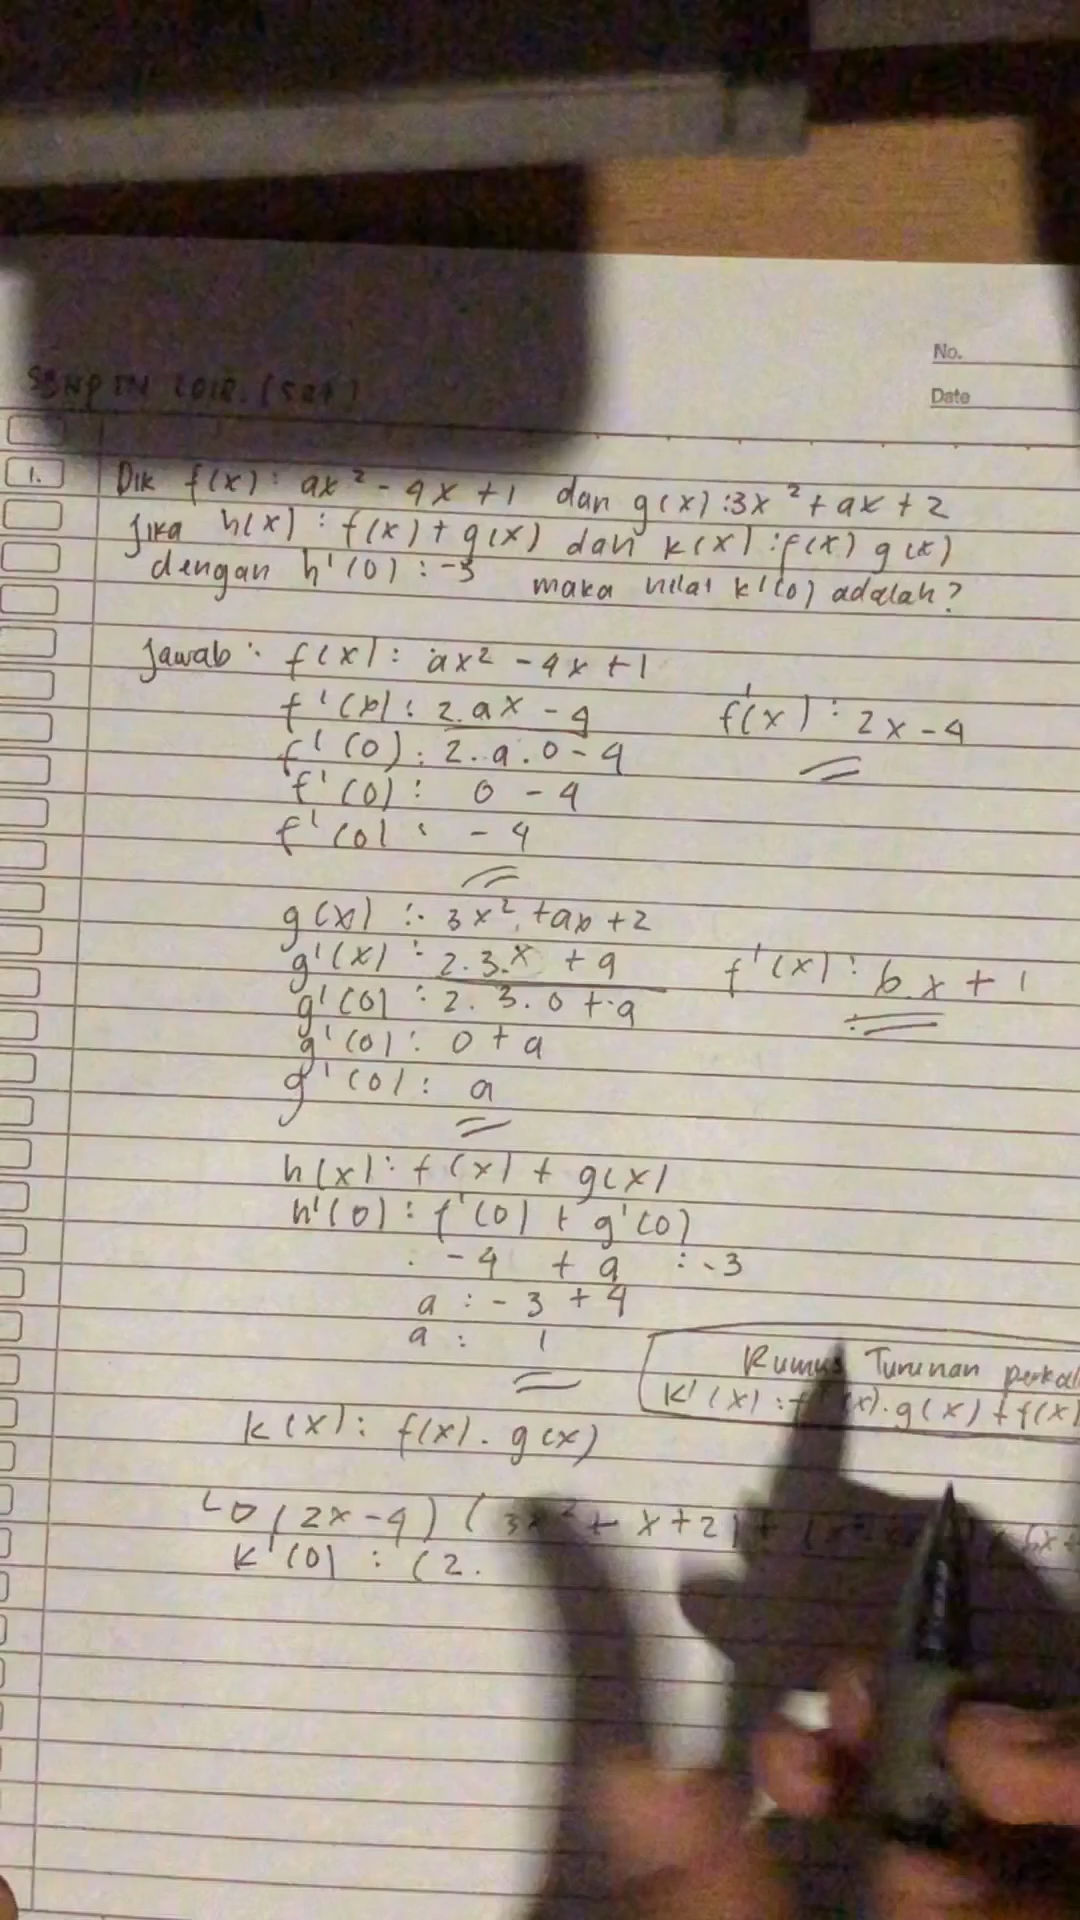 No.
Date
SBNPTN 2018. (527)
1. Dik f(x) : ax² - 4x +1 dan g(x) :3x² + ax + 2
Jika h(x) : f(x) + g(x) dan k(x) : f(x) g(x)
dengan h'(0) : -3 maka nilai k'(0) adalah?
Jawab : f(x) : ax² - 4x +1
f'(x) : 2.ax - 4 f'(x) : 2x - 4
f'(0) : 2. a. 0 - 4
f'(0) : 0 - 4
f'(0) : - 4
g(x) : 3x² + ax + 2
g'(x) : 2.3.x + a f'(x) : 6x + 1
g'(0) : 2. 3. 0 + a
g'(0) : 0 + a
g'(0) : a
h(x) : f(x) + g(x)
h'(0) : f'(0) + g'(0)
: -4 + a : -3
a : -3 + 4
a : 1
Rumus Turunan
k'(x) : f'(x). g(x) + f(x)
k(x) : f(x) . g(x)
(2x-4) (3x² + x+2) +
k'(0) : (2.